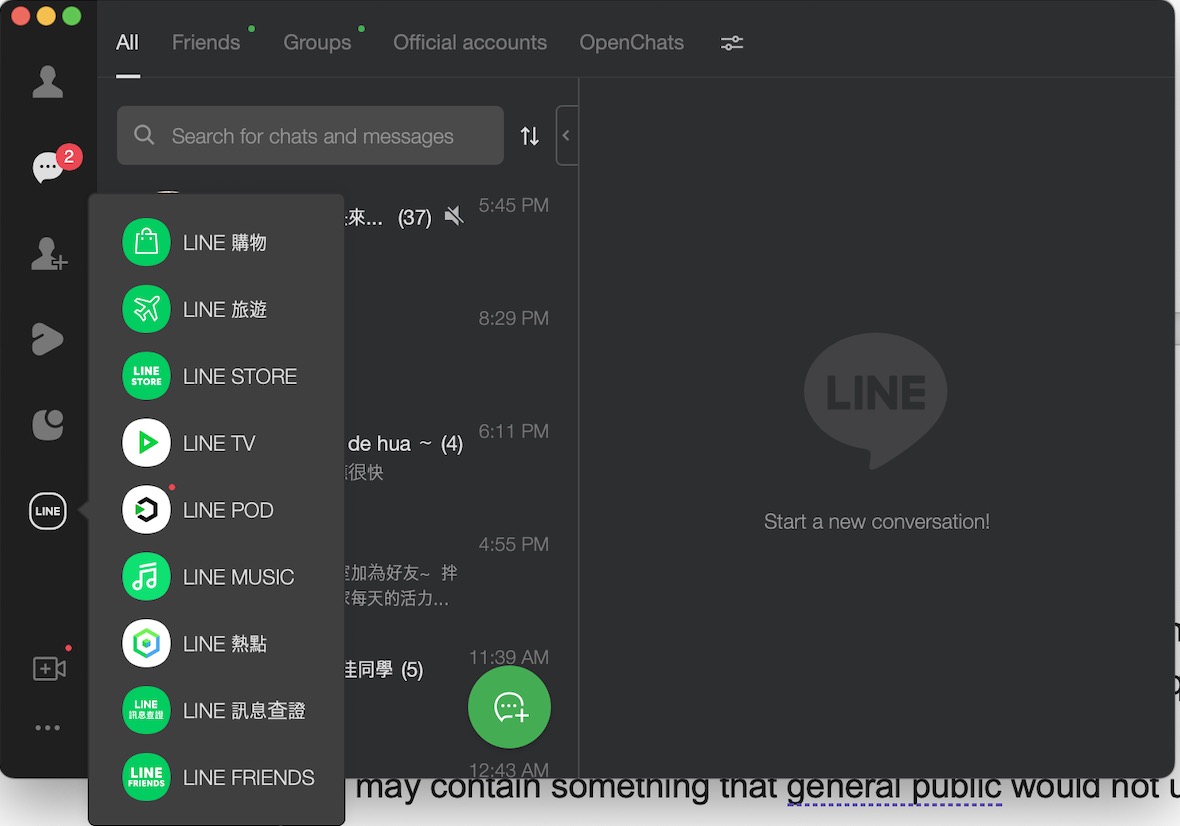 All Friends Groups Official accounts OpenChats
Search for chats and messages
2
來... (37) 5:45 PM
LINE 購物
LINE 旅遊
8:29 PM
LINE STORE
LINE STORE
LINE TV
de hua ~ (4) 6:11 PM
很快
LINE
LINE POD
4:55 PM
LINE MUSIC
加為好友~ 拌
每天的活力...
LINE 熱點
11:39 AM
同學 (5)
LINE 訊息查證
LINE 訊息查證
12:43 AM
LINE FRIENDS
LINE FRIENDS
LINE
Start a new conversation!
may contain something that general public would not